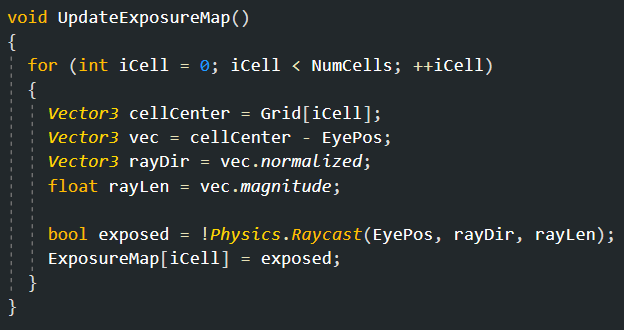 void UpdateExposureMap()
{
for (int iCell = 0; iCell < NumCells; ++iCell)
{
Vector3 cellCenter = Grid[iCell];
Vector3 vec = cellCenter - EyePos;
Vector3 rayDir = vec.normalized;
float rayLen = vec.magnitude;
bool exposed = !Physics.Raycast(EyePos, rayDir, rayLen);
ExposureMap[iCell] = exposed;
}
}